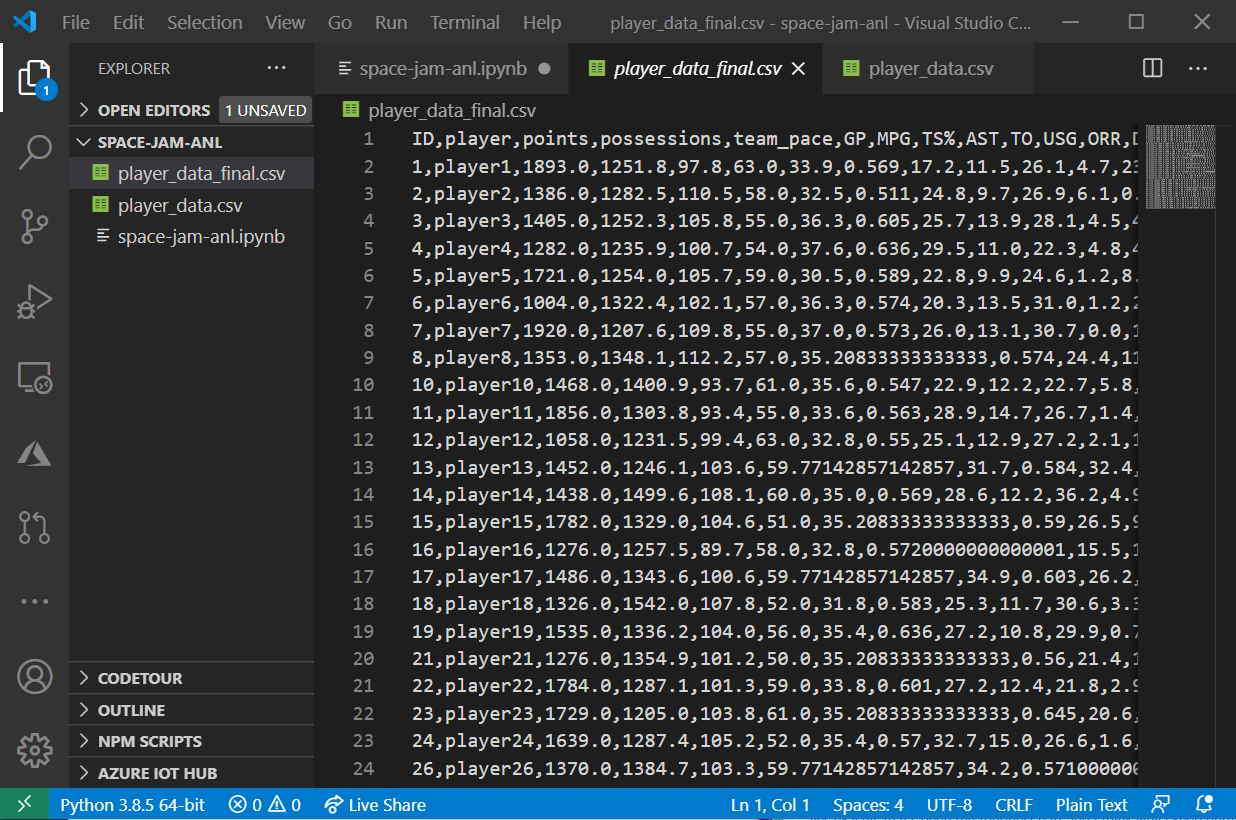 File Edit Selection View Go Run Terminal Help player_data_final.csv - space-jam-anl - Visual Studio C...
EXPLORER
space-jam-anl.ipynb player_data_final.csv player_data.csv
1
OPEN EDITORS 1 UNSAVED
SPACE-JAM-ANL
player_data_final.csv
player_data.csv
space-jam-anl.ipynb
CODETOUR
OUTLINE
NPM SCRIPTS
AZURE IOT HUB
player_data_final.csv
1 ID,player,points,possessions,team_pace,GP,MPG,TS%,AST,TO,USG,ORR,D
2 1,player1,1893.0,1251.8,97.8,63.0,33.9,0.569,17.2,11.5,26.1,4.7,23
3 2,player2,1386.0,1282.5,110.5,58.0,32.5,0.511,24.8,9.7,26.9,6.1,0.
4 3,player3,1405.0,1252.3,105.8,55.0,36.3,0.605,25.7,13.9,28.1,4.5,4
5 4,player4,1282.0,1235.9,100.7,54.0,37.6,0.636,29.5,11.0,22.3,4.8,4
6 5,player5,1721.0,1254.0,105.7,59.0,30.5,0.589,22.8,9.9,24.6,1.2,8.
7 6,player6,1004.0,1322.4,102.1,57.0,36.3,0.574,20.3,13.5,31.0,1.2,2
8 7,player7,1920.0,1207.6,109.8,55.0,37.0,0.573,26.0,13.1,30.7,0.0,1
9 8,player8,1353.0,1348.1,112.2,57.0,35.20833333333333,0.574,24.4,11
10 10,player10,1468.0,1400.9,93.7,61.0,35.6,0.547,22.9,12.2,22.7,5.8,
11 11,player11,1856.0,1303.8,93.4,55.0,33.6,0.563,28.9,14.7,26.7,1.4,
12 12,player12,1058.0,1231.5,99.4,63.0,32.8,0.55,25.1,12.9,27.2,2.1,1
13 13,player13,1452.0,1246.1,103.6,59.77142857142857,31.7,0.584,32.4,
14 14,player14,1438.0,1499.6,108.1,60.0,35.0,0.569,28.6,12.2,36.2,4.9
15 15,player15,1782.0,1329.0,104.6,51.0,35.20833333333333,0.59,26.5,9
16 16,player16,1276.0,1257.5,89.7,58.0,32.8,0.5720000000000001,15.5,1
17 17,player17,1486.0,1343.6,100.6,59.77142857142857,34.9,0.603,26.2,
18 18,player18,1326.0,1542.0,107.8,52.0,31.8,0.583,25.3,11.7,30.6,3.3
19 19,player19,1535.0,1336.2,104.0,56.0,35.4,0.636,27.2,10.8,29.9,0.7
20 21,player21,1276.0,1354.9,101.2,50.0,35.20833333333333,0.56,21.4,1
21 22,player22,1784.0,1287.1,101.3,59.0,33.8,0.601,27.2,12.4,21.8,2.9
22 23,player23,1729.0,1205.0,103.8,61.0,35.20833333333333,0.645,20.6,
23 24,player24,1639.0,1287.4,105.2,52.0,35.4,0.57,32.7,15.0,26.6,1.6,
24 26,player26,1370.0,1384.7,103.3,59.77142857142857,34.2,0.571000000
Python 3.8.5 64-bit 0 0 Live Share Ln 1, Col 1 Spaces: 4 UTF-8 CRLF Plain Text